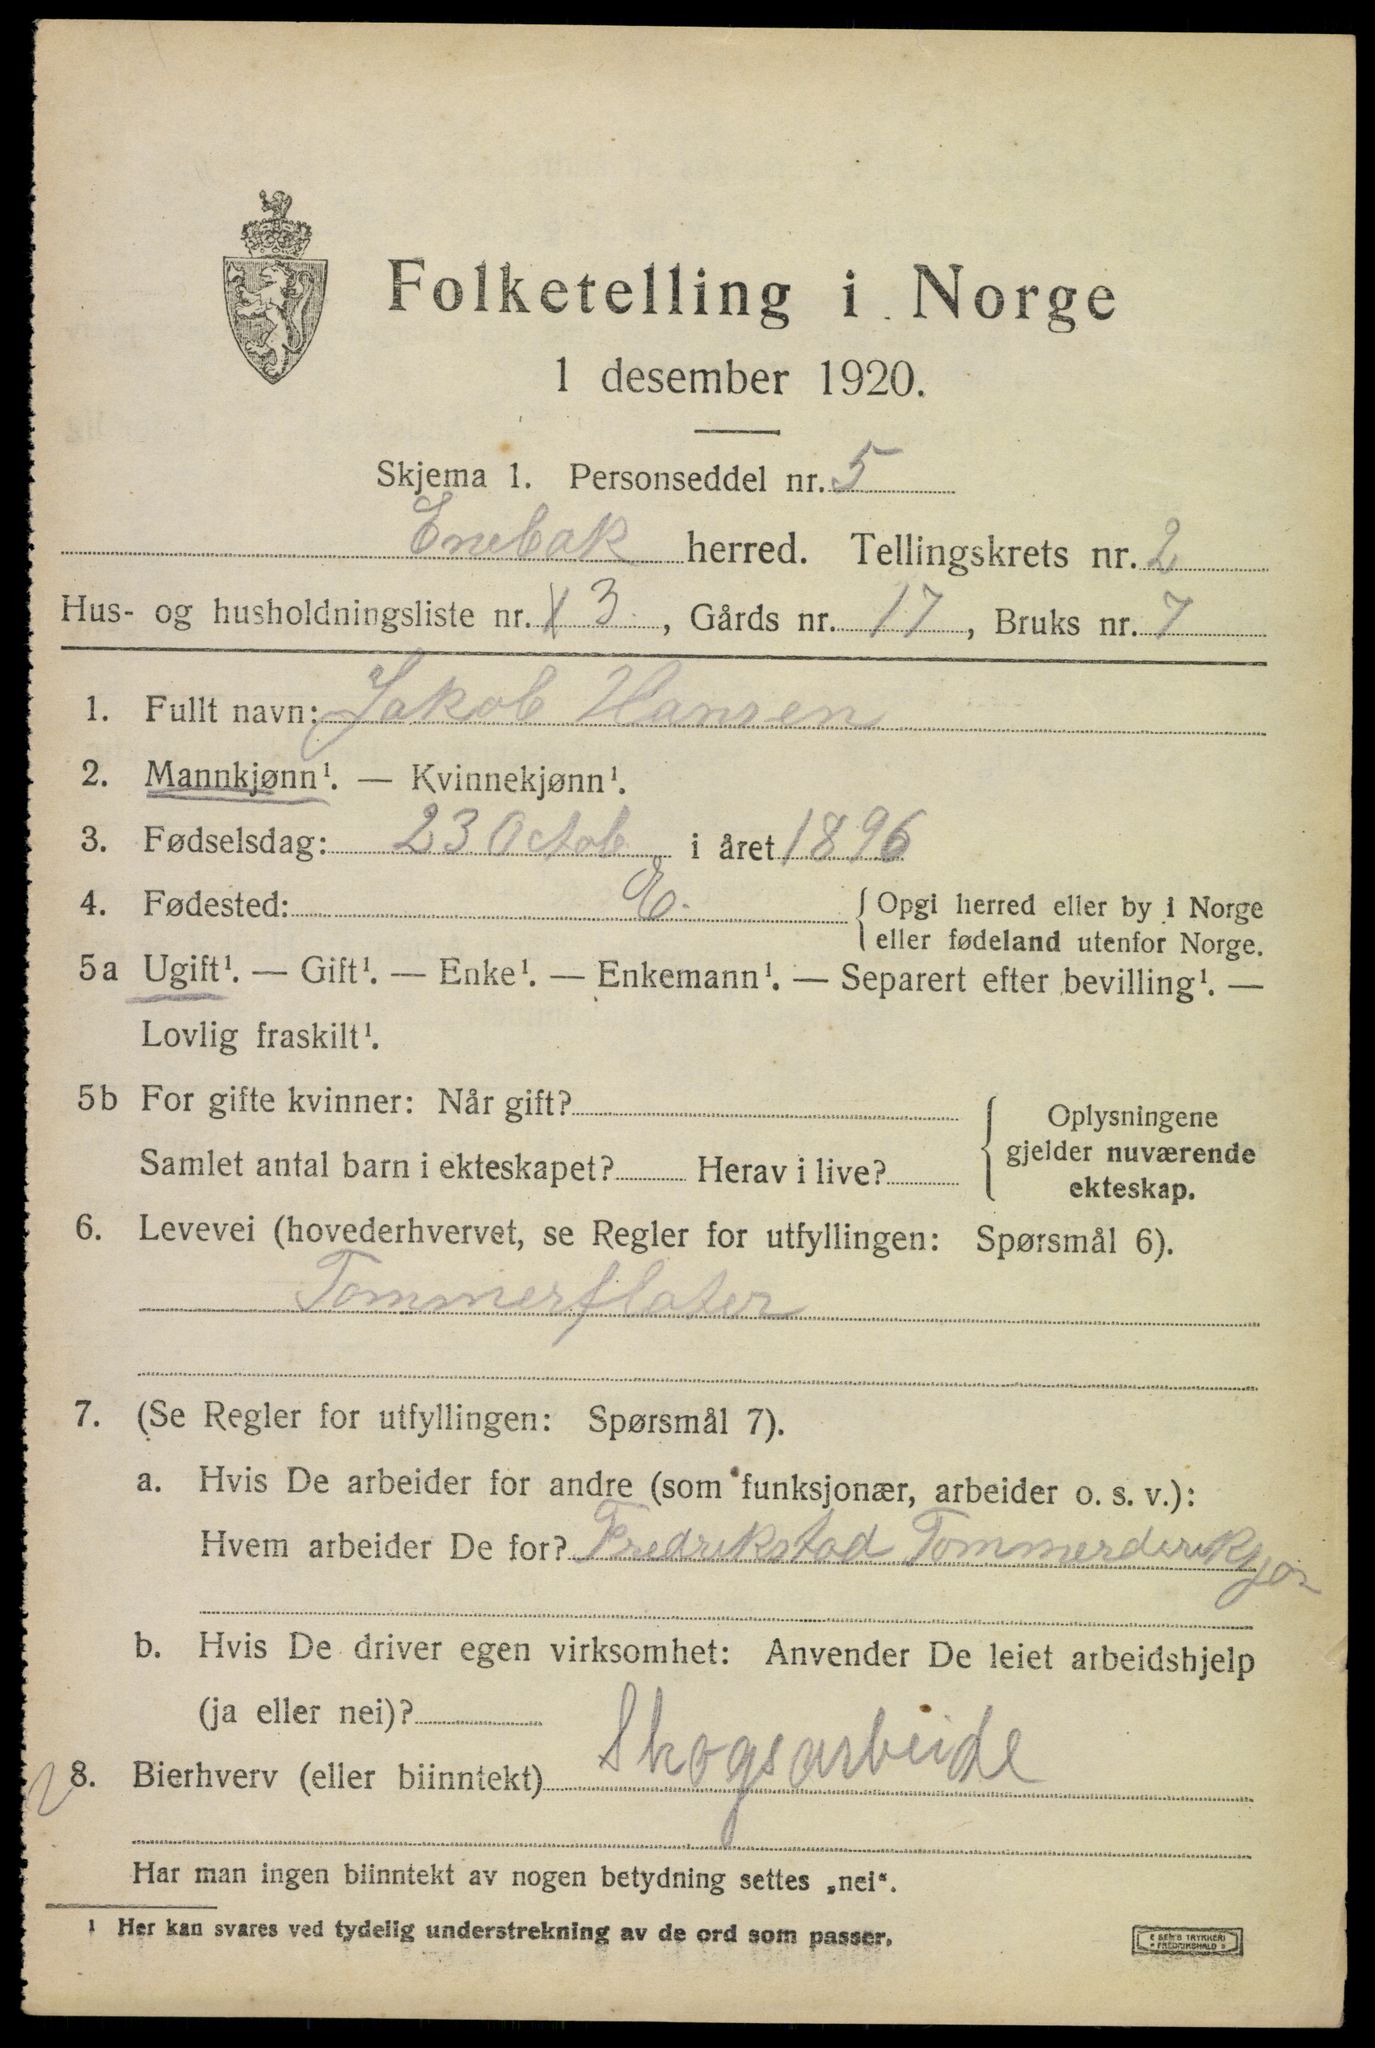 Folketelling i Norge
1 desember 1920.
Skjema 1. Personseddel nr. 5
Enebak herred. Tellingskrets nr. 2
Hus- og husholdningsliste nr. 3, Gårds nr. 17, Bruks nr. 7
1. Fullt navn: Jakob Hansen
2. Mannkjønn¹. — Kvinnekjønn¹.
3. Fødselsdag: 23 Octob i året 1896
4. Fødested: E. { Opgi herred eller by i Norge
eller fødeland utenfor Norge.
5a Ugift¹. — Gift¹. — Enke¹. — Enkemann¹. — Separert efter bevilling¹. —
Lovlig fraskilt¹.
5b For gifte kvinner: Når gift?
Samlet antal barn i ekteskapet? Herav i live?
{ Oplysningene
gjelder nuværende
ekteskap.
6. Levevei (hovederhvervet, se Regler for utfyllingen: Spørsmål 6).
Tommerflater
7. (Se Regler for utfyllingen: Spørsmål 7).
a. Hvis De arbeider for andre (som funksjonær, arbeider o. s. v.):
Hvem arbeider De for? Fredrikstad
b. Hvis De driver egen virksomhet: Anvender De leiet arbeidshjelp
(ja eller nei)?
8. Bierhverv (eller biinntekt) Skogsarbeide
Har man ingen biinntekt av nogen betydning settes „nei".
1 Her kan svares ved tydelig understrekning av de ord som passer.
E SEM'S TRYKKERI
FREDRIKSHALD